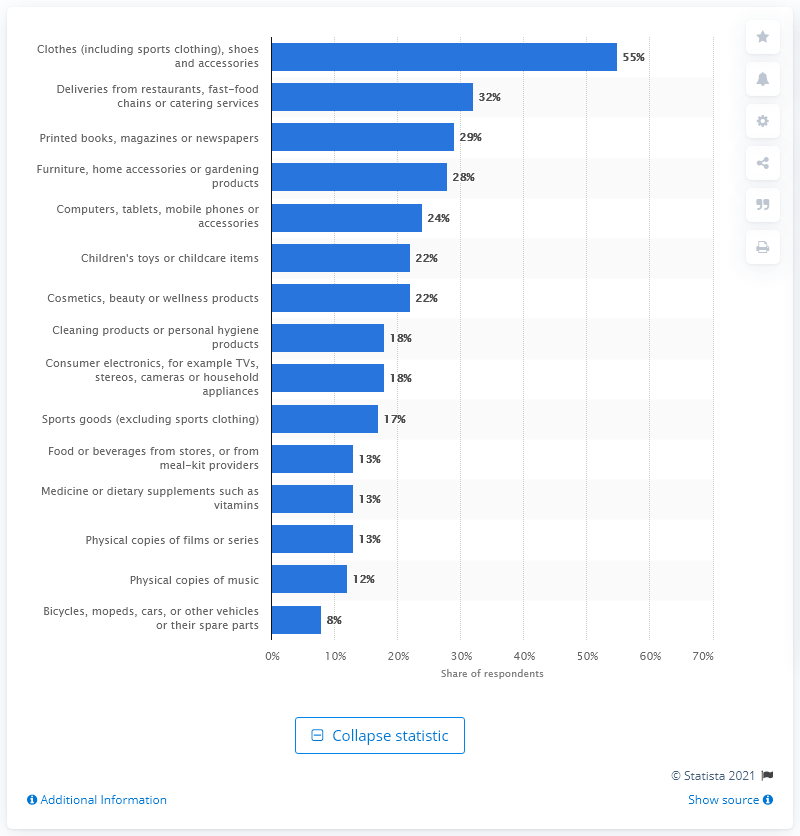 Clothes (including sports clothing), shoes
and accessories
55%
Deliveries from restaurants, fast-food
chains or catering services
32%
Printed books, magazines or newspapers
29%
Furniture, home accessories or gardening
products
28%
Computers, tablets, mobile phones or
accessories
24%
Children's toys or childcare items
22%
Cosmetics, beauty or wellness products
22%
Cleaning products or personal hygiene
products
18%
Consumer electronics, for example TVs,
stereos, cameras or household
appliances
18%
Sports goods (excluding sports clothing)
17%
Food or beverages from stores, or from
meal-kit providers
13%
Medicine or dietary supplements such as
vitamins
13%
Physical copies of films or series
13%
Physical copies of music
12%
Bicycles, mopeds, cars, or other vehicles
or their spare parts
8%
0% 10% 20% 30% 40% 50% 60% 70%
Share of respondents
Collapse statistic
© Statista 2021
Additional Information
Show source